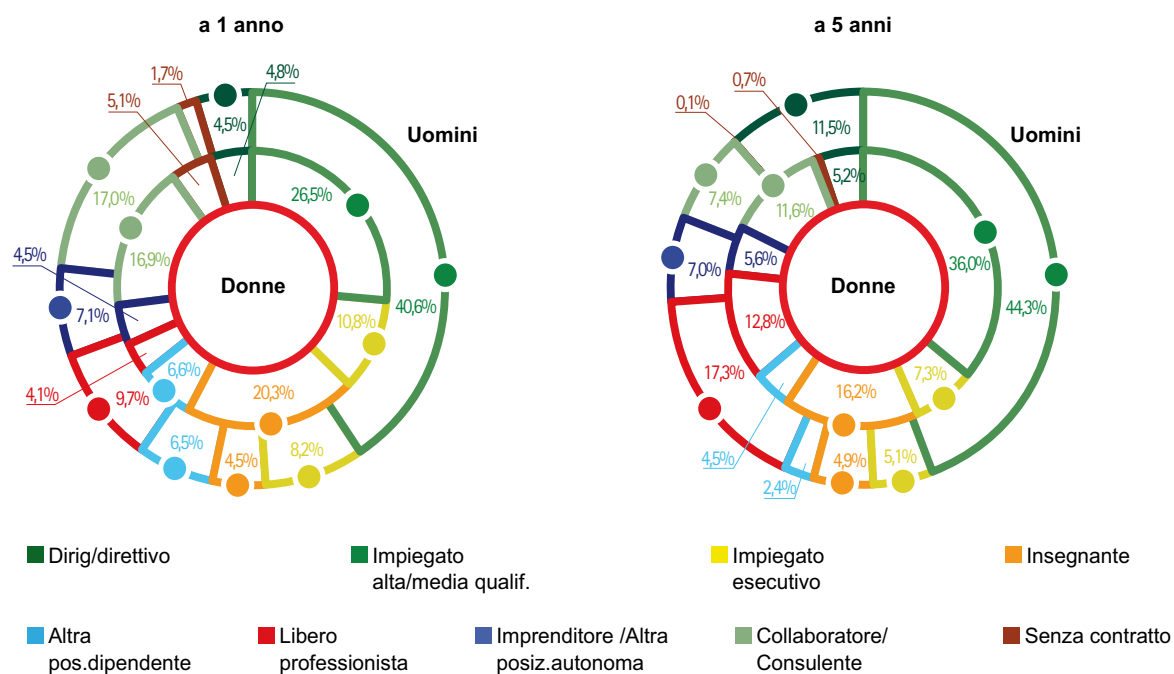 a 1 anno
a 5 anni
1,7%
4,8%
5,1%
4,5%
Uomini
17,0%
26,5%
16,9%
4,5%
Donne
7,1%
40,6%
10,8%
6,6%
4,1%
9,7%
20,3%
6,5%
4,5%
8,2%
0,7%
0,1%
11,5%
Uomini
5,2%
7,4%
11,6%
36,0%
5,6%
7,0%
Donne
44,3%
12,8%
17,3%
7,3%
16,2%
4,5%
4,9%
5,1%
2,4%
Dirig/direttivo
Impiegato
alta/media qualif.
Impiegato
esecutivo
Insegnante
Altra
pos.dipendente
Libero
professionista
Imprenditore /Altra
posiz.autonoma
Collaboratore/
Consulente
Senza contratto